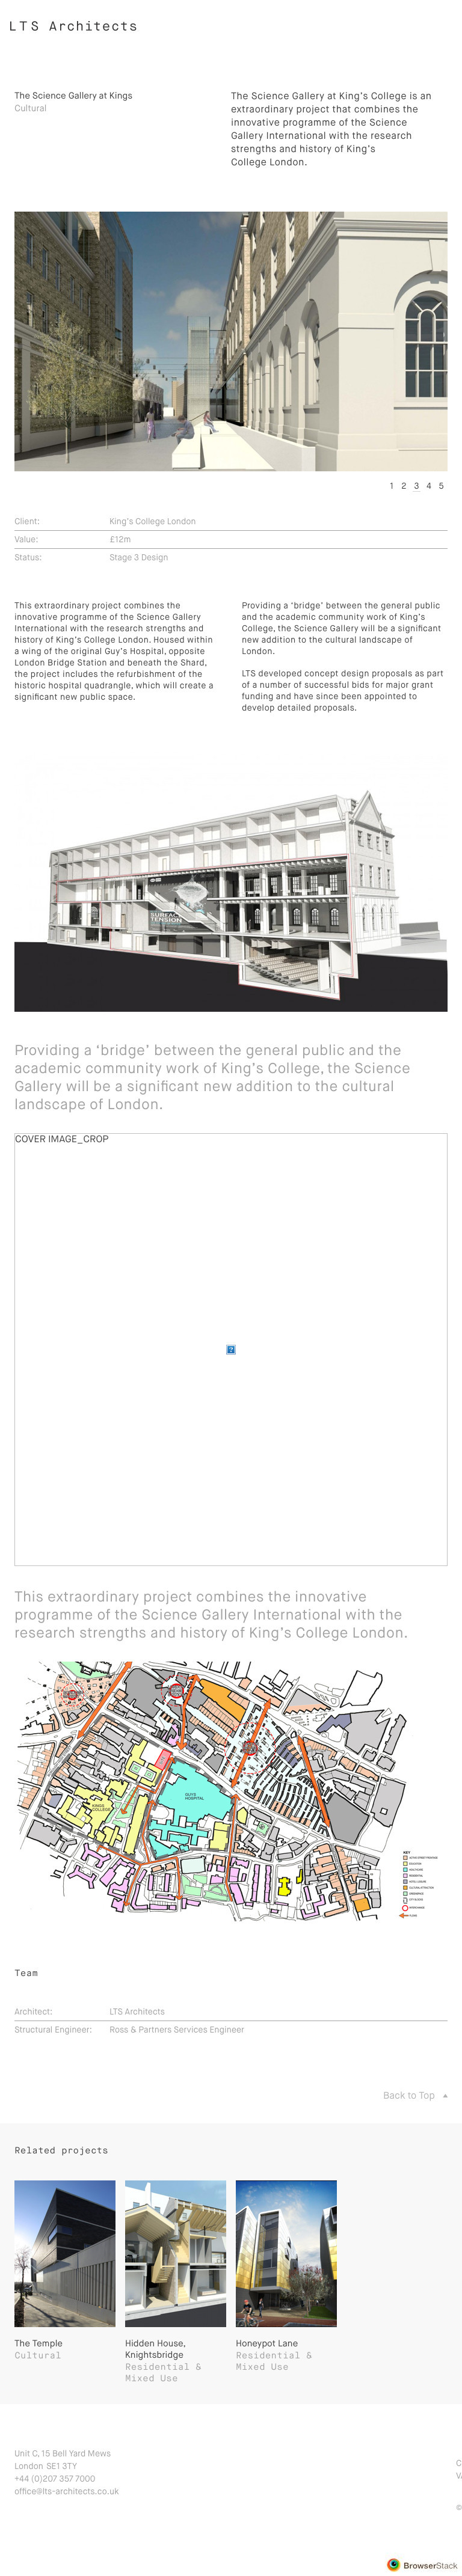 LTS Architects
The Science Gallery at Kings
Cultural
The Science Gallery at King's College is an
extraordinary project that combines the
innovative programme of the Science
Gallery International with the research
strengths and history of King's
College London.
1 2 3 4 5
Client: King's College London
Value: £12m
Status: Stage 3 Design
This extraordinary project combines the
innovative programme of the Science Gallery
International with the research strengths and
history of King's College London. Housed within
a wing of the original Guy's Hospital, opposite
London Bridge Station and beneath the Shard,
the project includes the refurbishment of the
historic hospital quadrangle, which will create a
significant new public space.
Providing a 'bridge' between the general public
and the academic community work of King's
College, the Science Gallery will be a significant
new addition to the cultural landscape of
London.
LTS developed concept design proposals as part
of a number of successful bids for major grant
funding and have since been appointed to
develop detailed proposals.
SURFACE
TENSION
Providing a 'bridge' between the general public and the
academic community work of King's College, the Science
Gallery will be a significant new addition to the cultural
landscape of London.
COVER IMAGE_CROP
?
This extraordinary project combines the innovative
programme of the Science Gallery International with the
research strengths and history of King's College London.
KINGS
COLLEGE
GUYS
HOSPITAL
KEY
Team
Architect: LTS Architects
Structural Engineer: Ross & Partners Services Engineer
Back to Top
Related projects
The Temple
Cultural
Hidden House,
Knightsbridge
Residential &
Mixed Use
Honeypot Lane
Residential &
Mixed Use
Unit C, 15 Bell Yard Mews
London SE1 3TY
+44 (0)207 357 7000
office@lts-architects.co.uk
©
BrowserStack